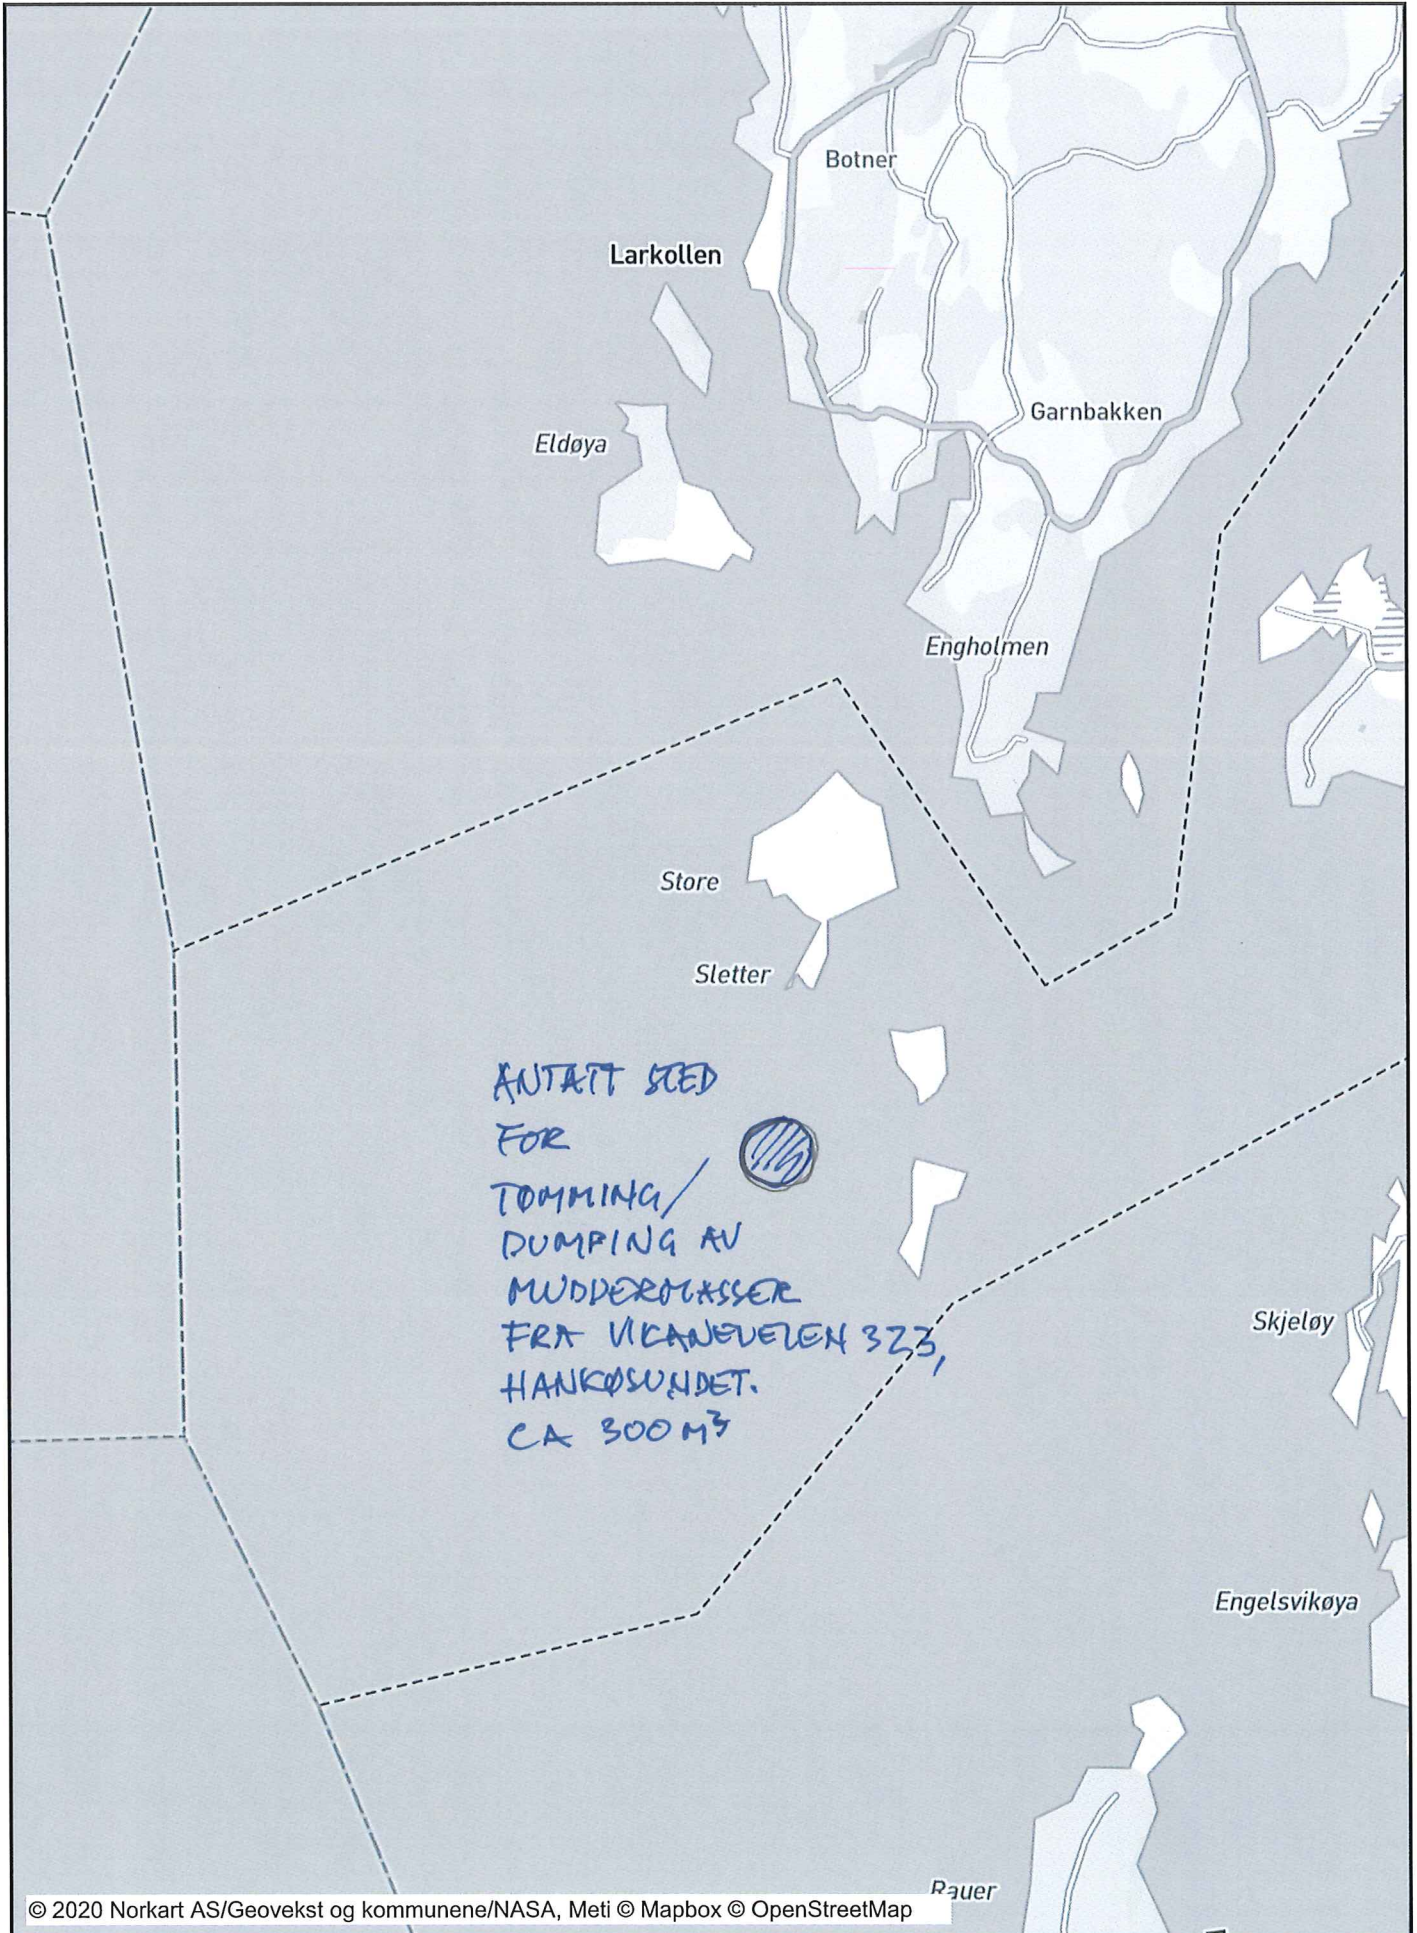 Botner
Larkollen
Garnbakken
Eldøya
Engholmen
Store
Sletter
ANTATT STED
FOR
TØMMING/
DUMPING AV
MUDDERMASSER
FRA VIKANEVEIEN 323,
HANKØSUNDET.
CA 300 M³
Skjeløy
Engelsvikøya
Rauer
© 2020 Norkart AS/Geovekst og kommunene/NASA, Meti © Mapbox © OpenStreetMap